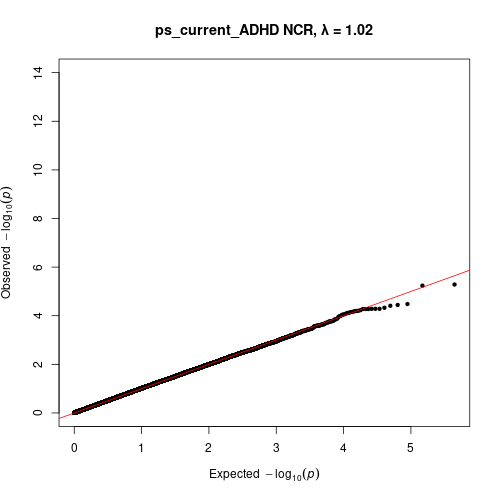 ps_current_ADHD NCR, λ = 1.02
Observed −log₁₀(p)
14
12
10
8
6
4
2
0
0 1 2 3 4 5
Expected −log₁₀(p)